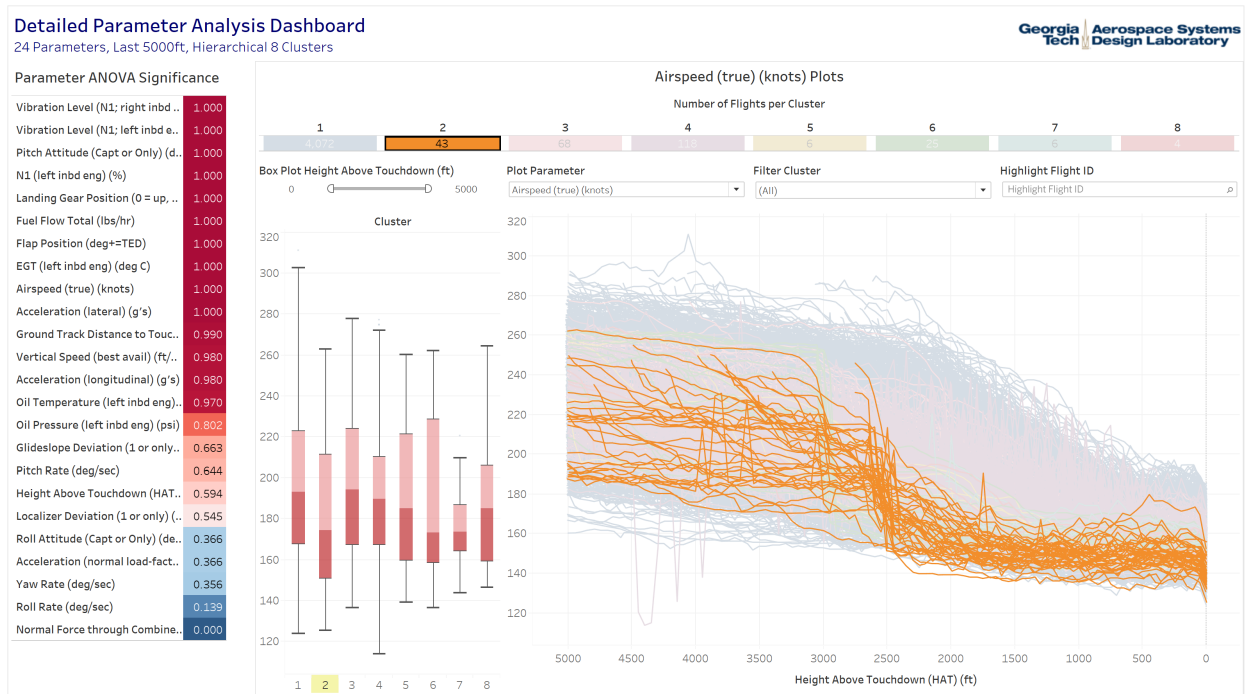 Detailed Parameter Analysis Dashboard
24 Parameters, Last 5000ft, Hierarchical 8 Clusters
Georgia Tech Aerospace Systems Design Laboratory
Parameter ANOVA Significance
Vibration Level (N1; right inbd .. 1.000
Vibration Level (N1; left inbd e.. 1.000
Pitch Attitude (Capt or Only) (d.. 1.000
N1 (left inbd eng) (%) 1.000
Landing Gear Position (0 = up, .. 1.000
Fuel Flow Total (lbs/hr) 1.000
Flap Position (deg+=TED) 1.000
EGT (left inbd eng) (deg C) 1.000
Airspeed (true) (knots) 1.000
Acceleration (lateral) (g's) 1.000
Ground Track Distance to Touc.. 0.990
Vertical Speed (best avail) (ft/.. 0.980
Acceleration (longitudinal) (g's) 0.980
Oil Temperature (left inbd eng).. 0.970
Oil Pressure (left inbd eng) (psi) 0.802
Glideslope Deviation (1 or only.. 0.663
Pitch Rate (deg/sec) 0.644
Height Above Touchdown (HAT.. 0.594
Localizer Deviation (1 or only) (.. 0.545
Roll Attitude (Capt or Only) (de.. 0.366
Acceleration (normal load-fact.. 0.366
Yaw Rate (deg/sec) 0.356
Roll Rate (deg/sec) 0.139
Normal Force through Combine.. 0.000
Airspeed (true) (knots) Plots
Number of Flights per Cluster
1 2 3 4 5 6 7 8
4,072 43 68 118 6 25 6 4
Box Plot Height Above Touchdown (ft)
0 5000
Plot Parameter
Airspeed (true) (knots)
Filter Cluster
(All)
Highlight Flight ID
Highlight Flight ID
Cluster
320
300
280
260
240
220
200
180
160
140
120
1 2 3 4 5 6 7 8
320
300
280
260
240
220
200
180
160
140
120
5000 4500 4000 3500 3000 2500 2000 1500 1000 500 0
Height Above Touchdown (HAT) (ft)